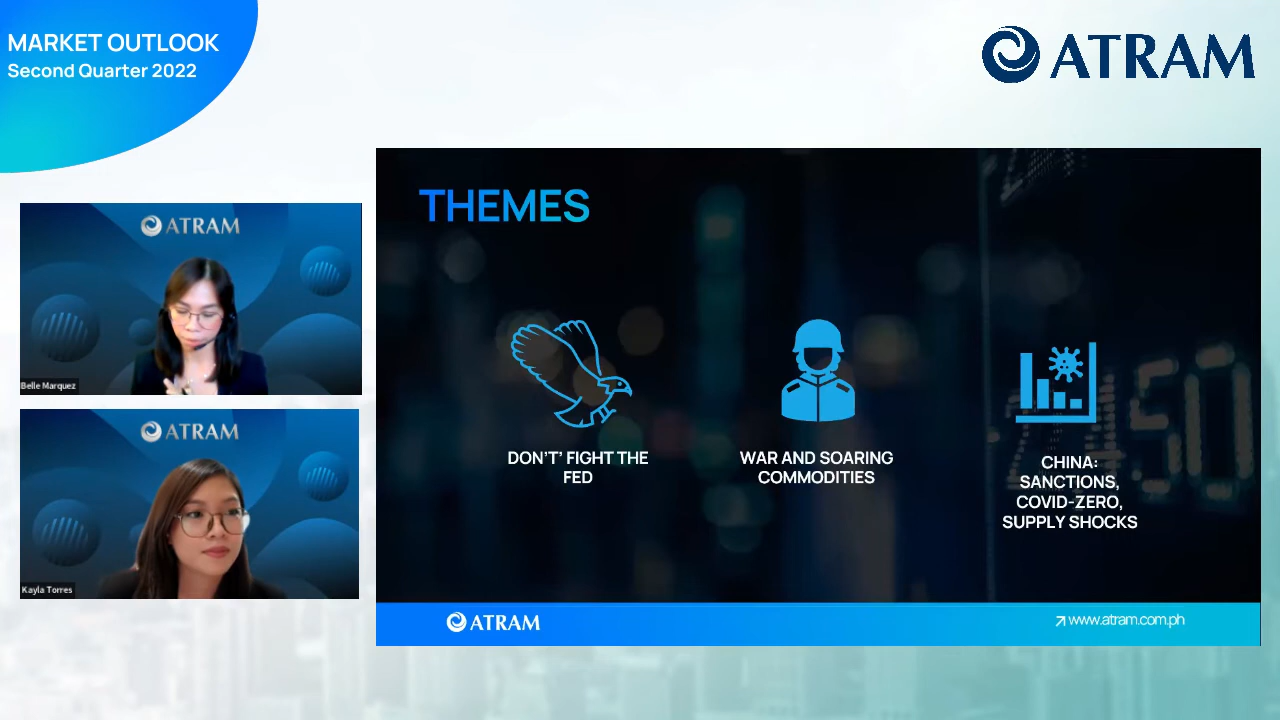 MARKET OUTLOOK
Second Quarter 2022
ATRAM
ATRAM
Belle Marquez
ATRAM
Kayla Torres
THEMES
DON'T' FIGHT THE
FED
WAR AND SOARING
COMMODITIES
CHINA:
SANCTIONS,
COVID-ZERO,
SUPPLY SHOCKS
ATRAM
www.atram.com.ph